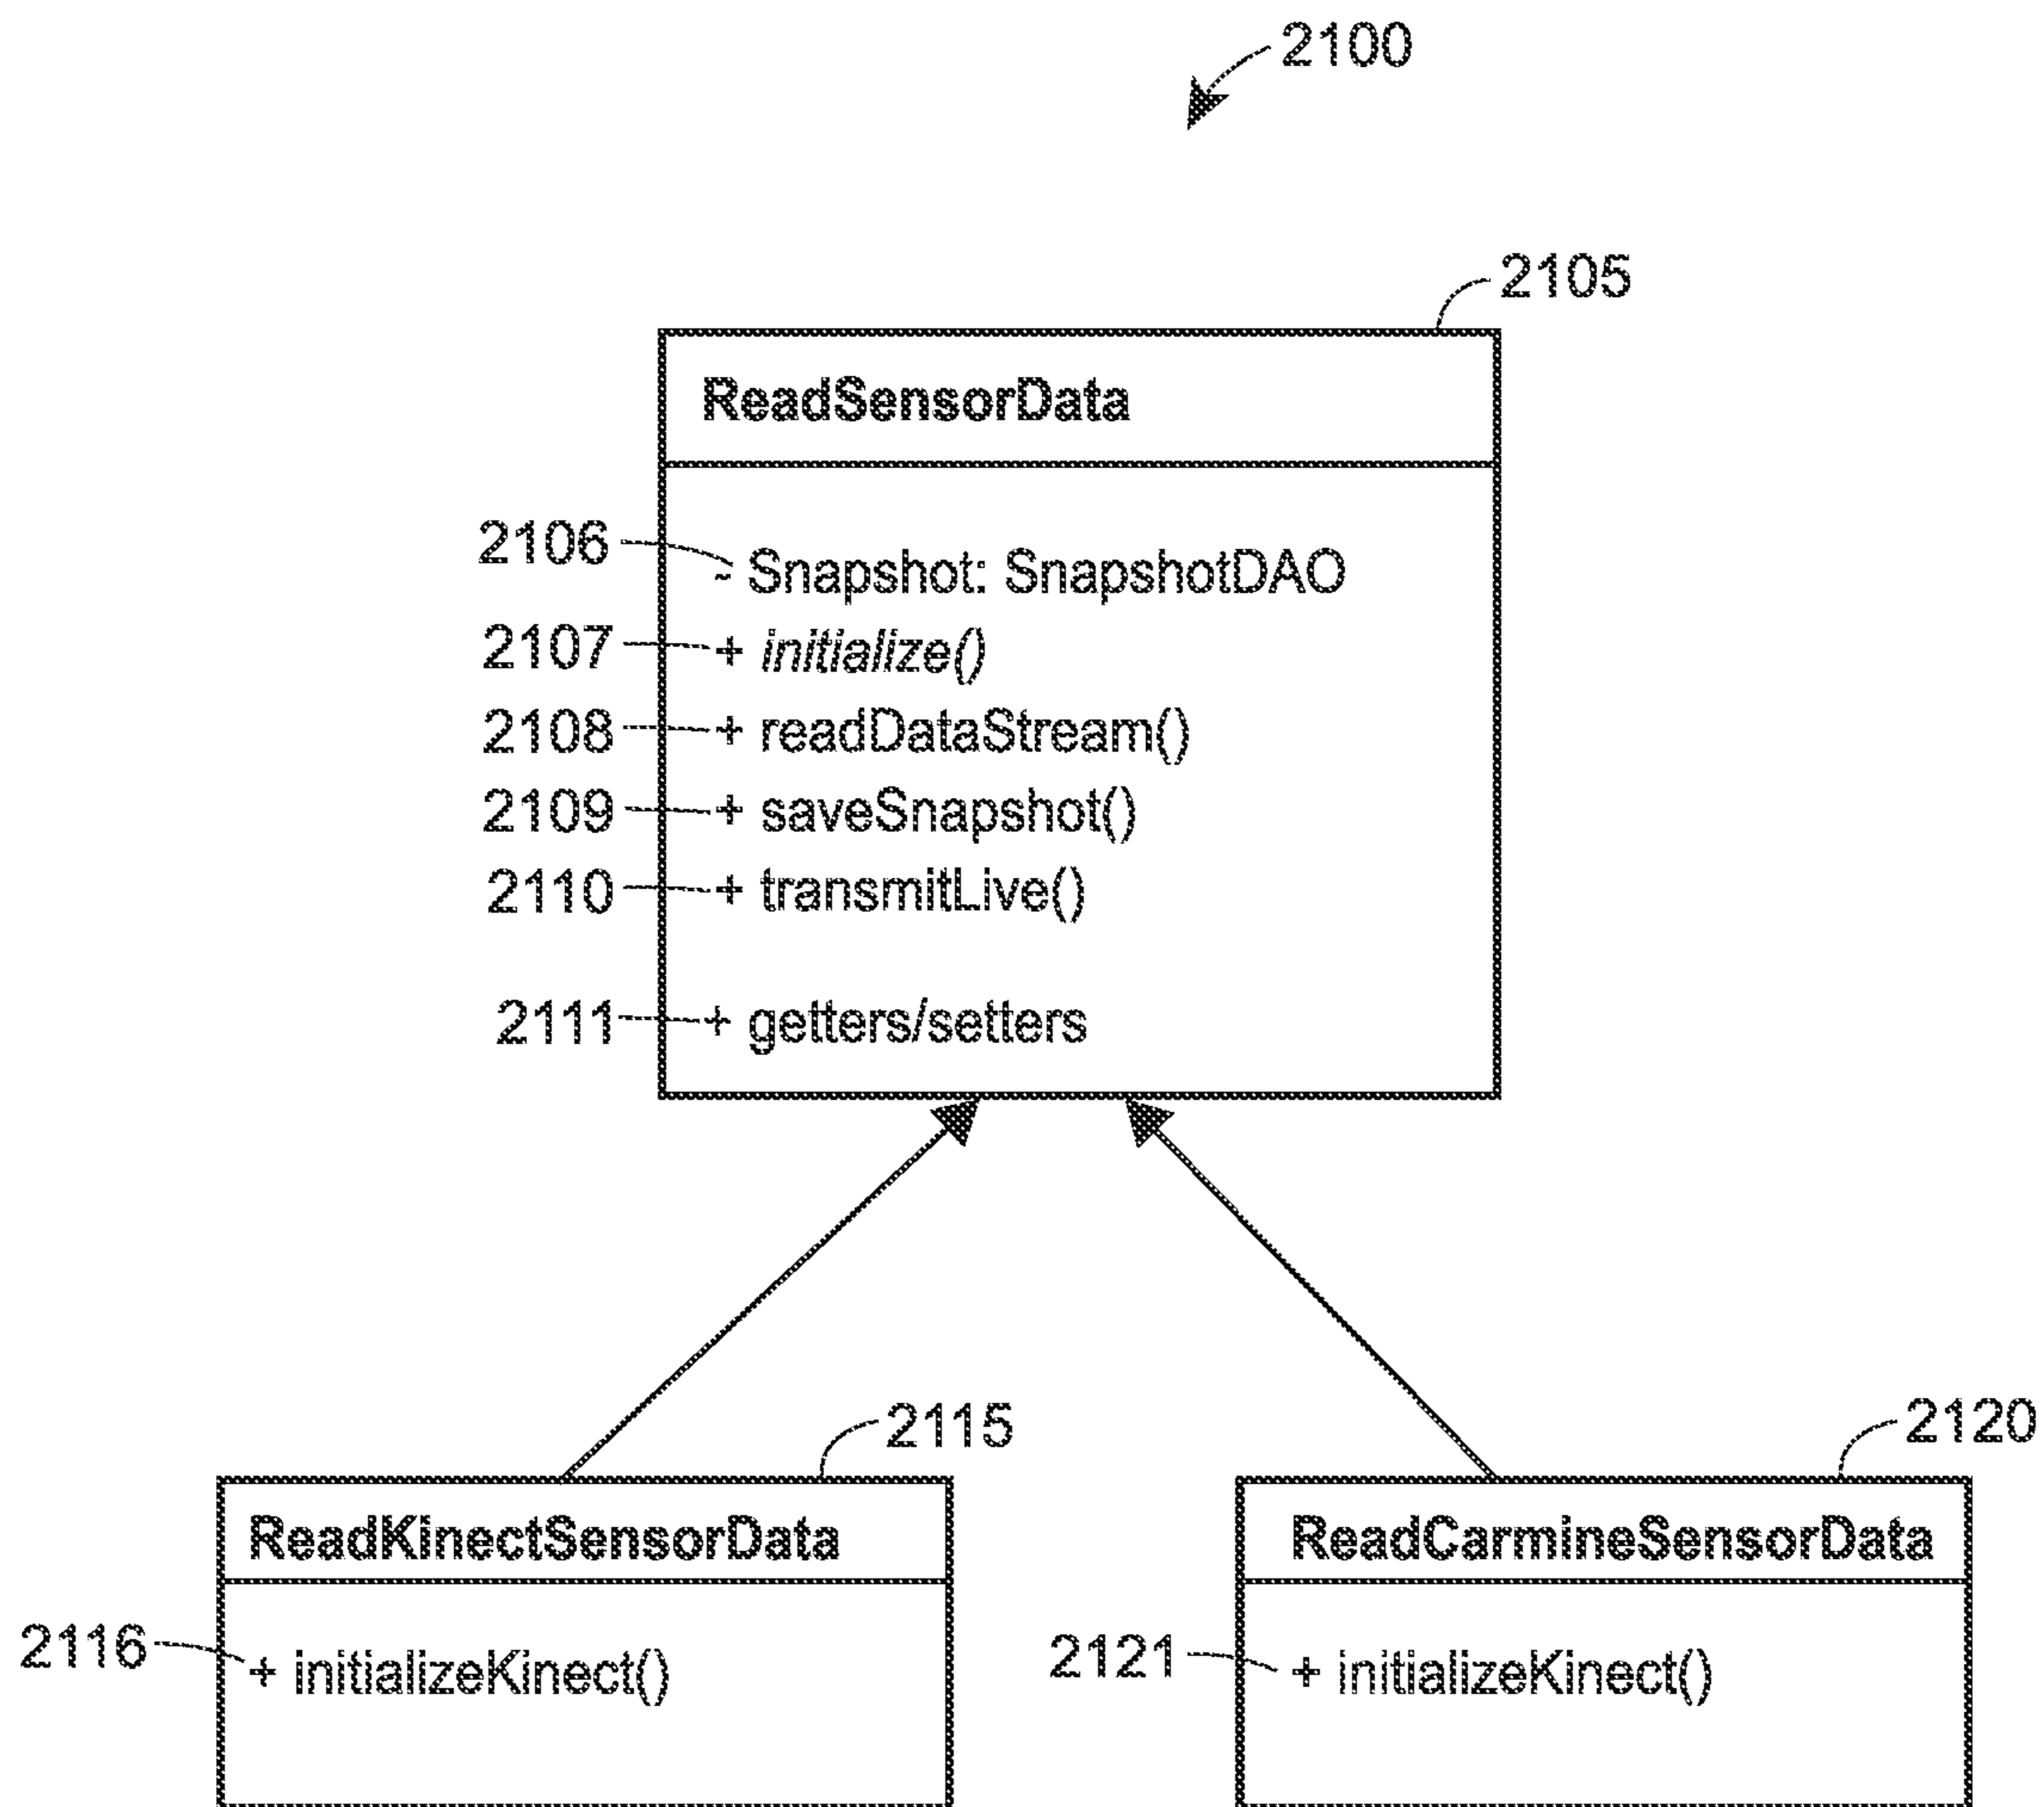 2100
2105
ReadSensorData
2106 - Snapshot: SnapshotDAO
2107 + initialize()
2108 + readDataStream()
2109 + saveSnapshot()
2110 + transmitLive()
2111 + getters/setters
2115
2120
ReadKinectSensorData
ReadCarmineSensorData
2116 + initializeKinect()
2121 + initializeKinect()